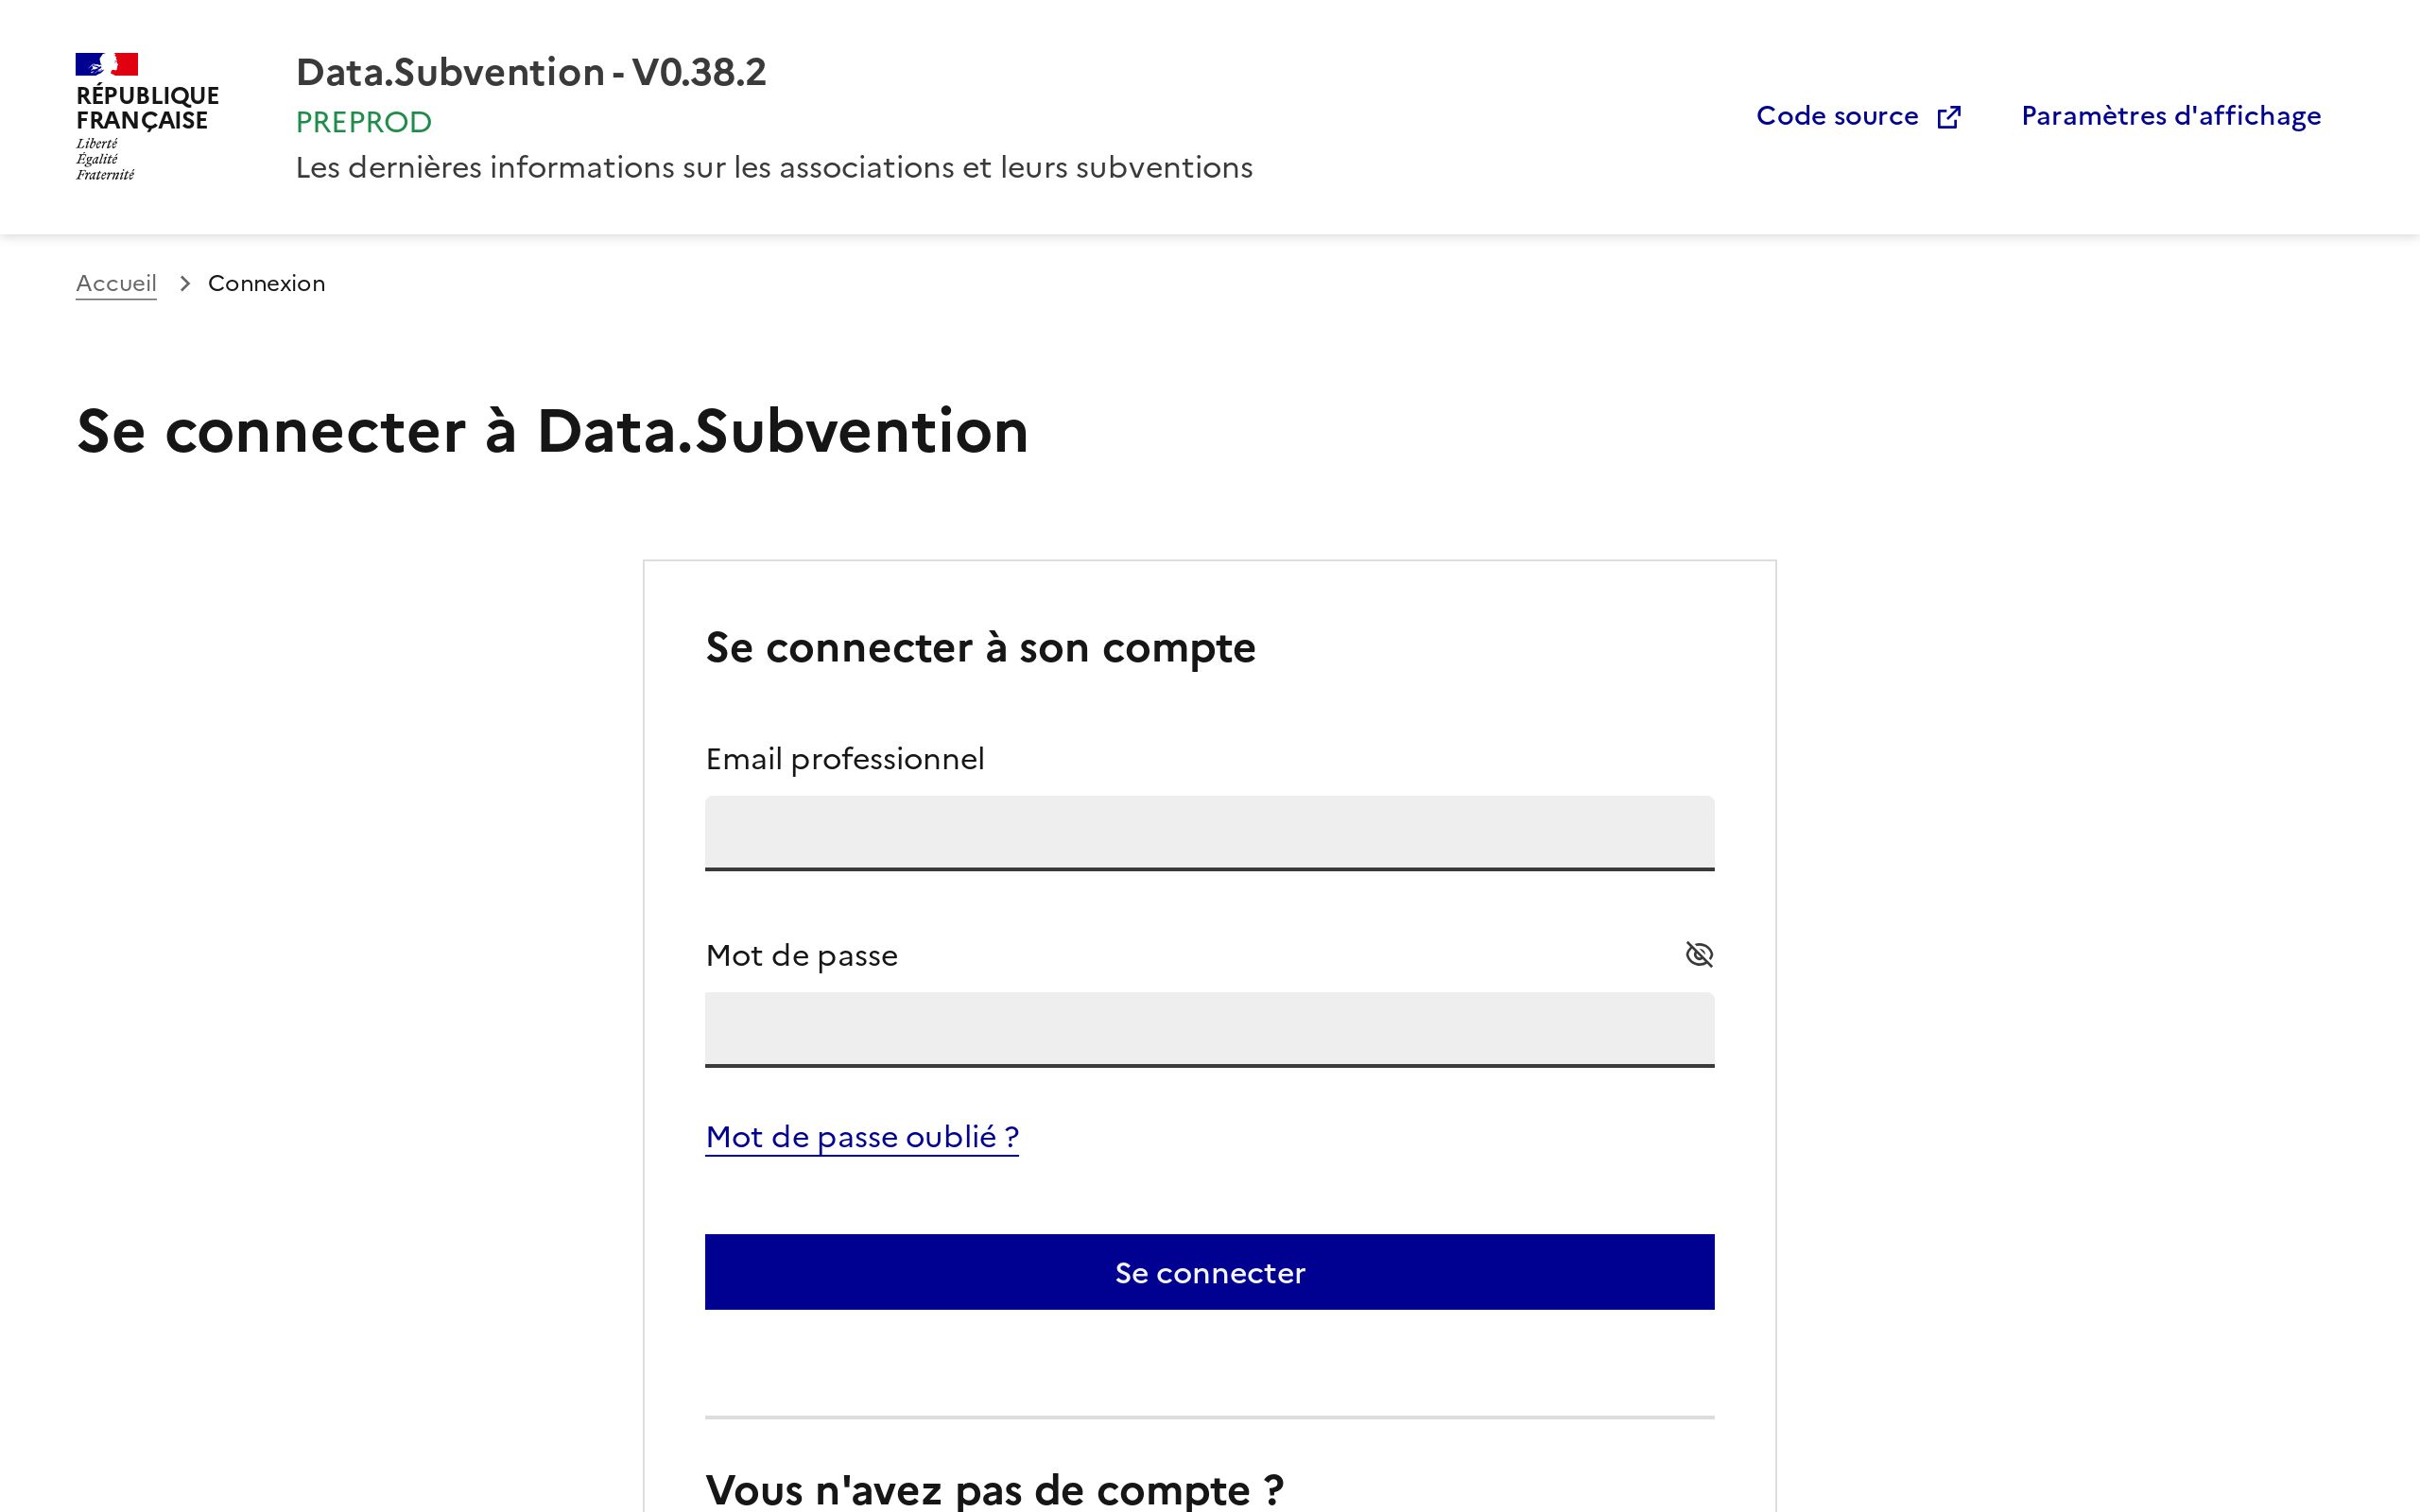 RÉPUBLIQUE
FRANÇAISE
Liberté
Égalité
Fraternité
Data.Subvention - V0.38.2
PREPROD
Les dernières informations sur les associations et leurs subventions
Code source
Paramètres d'affichage
Accueil
Connexion
Se connecter à Data.Subvention
Se connecter à son compte
Email professionnel
Mot de passe
Mot de passe oublié ?
Se connecter
Vous n'avez pas de compte ?